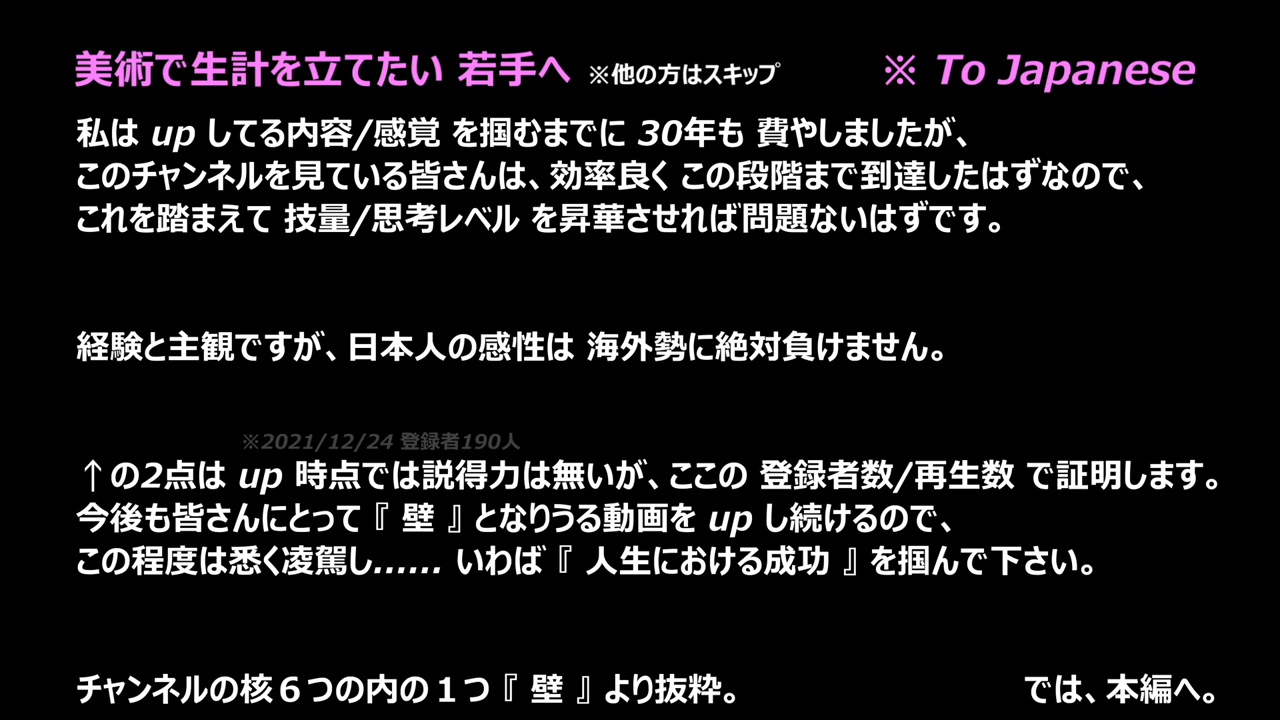 美術で生計を立てたい 若手へ ※他の方はスキップ ※ To Japanese
私は up してる内容/感覚 を掴むまでに 30年も 費やしましたが、
このチャンネルを見ている皆さんは、効率良く この段階まで到達したはずなので、
これを踏まえて 技量/思考レベル を昇華させれば問題ないはずです。
経験と主観ですが、日本人の感性は 海外勢に絶対負けません。
※2021/12/24 登録者190人
↑の2点は up 時点では説得力は無いが、ここの 登録者数/再生数 で証明します。
今後も皆さんにとって『 壁 』となりうる動画を up し続けるので、
この程度は悉く凌駕し...... いわば『 人生における成功 』を掴んで下さい。
チャンネルの核６つの内の１つ『 壁 』より抜粋。 では、本編へ。